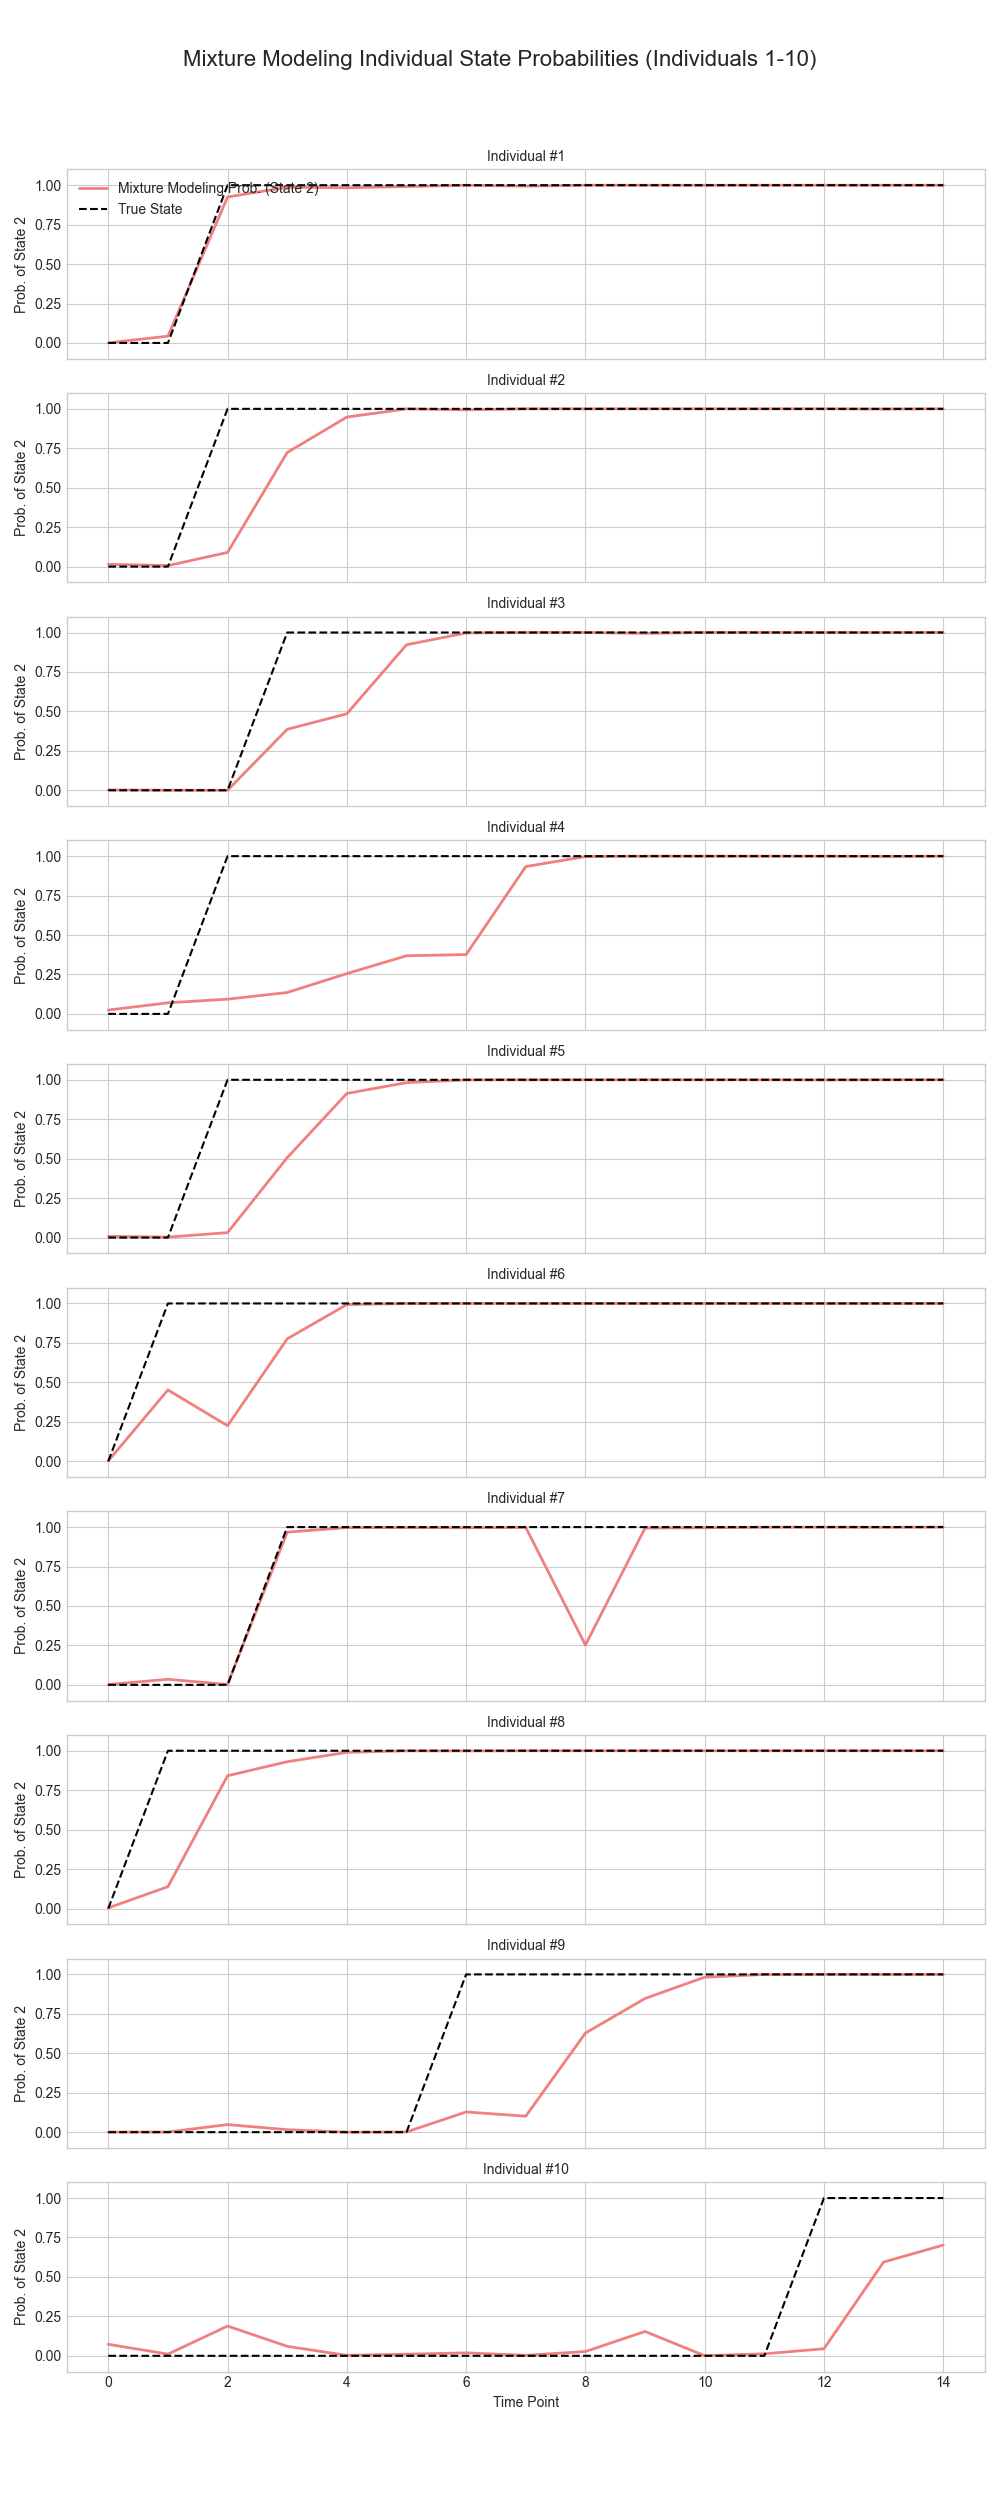 Mixture Modeling Individual State Probabilities (Individuals 1-10)
Individual #1
Mixture Modeling Prob. (State 2)
True State
Prob. of State 2
1.00
0.75
0.50
0.25
0.00
Individual #2
Prob. of State 2
1.00
0.75
0.50
0.25
0.00
Individual #3
Prob. of State 2
1.00
0.75
0.50
0.25
0.00
Individual #4
Prob. of State 2
1.00
0.75
0.50
0.25
0.00
Individual #5
Prob. of State 2
1.00
0.75
0.50
0.25
0.00
Individual #6
Prob. of State 2
1.00
0.75
0.50
0.25
0.00
Individual #7
Prob. of State 2
1.00
0.75
0.50
0.25
0.00
Individual #8
Prob. of State 2
1.00
0.75
0.50
0.25
0.00
Individual #9
Prob. of State 2
1.00
0.75
0.50
0.25
0.00
Individual #10
Prob. of State 2
1.00
0.75
0.50
0.25
0.00
0 2 4 6 8 10 12 14
Time Point